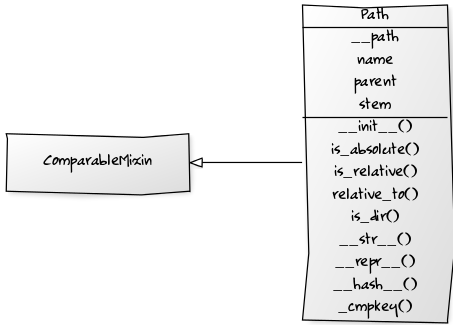 Path
__path
name
parent
stem
__init__()
is_absolute()
is_relative()
relative_to()
is_dir()
__str__()
__repr__()
__hash__()
_cmpkey()
ComparableMixin